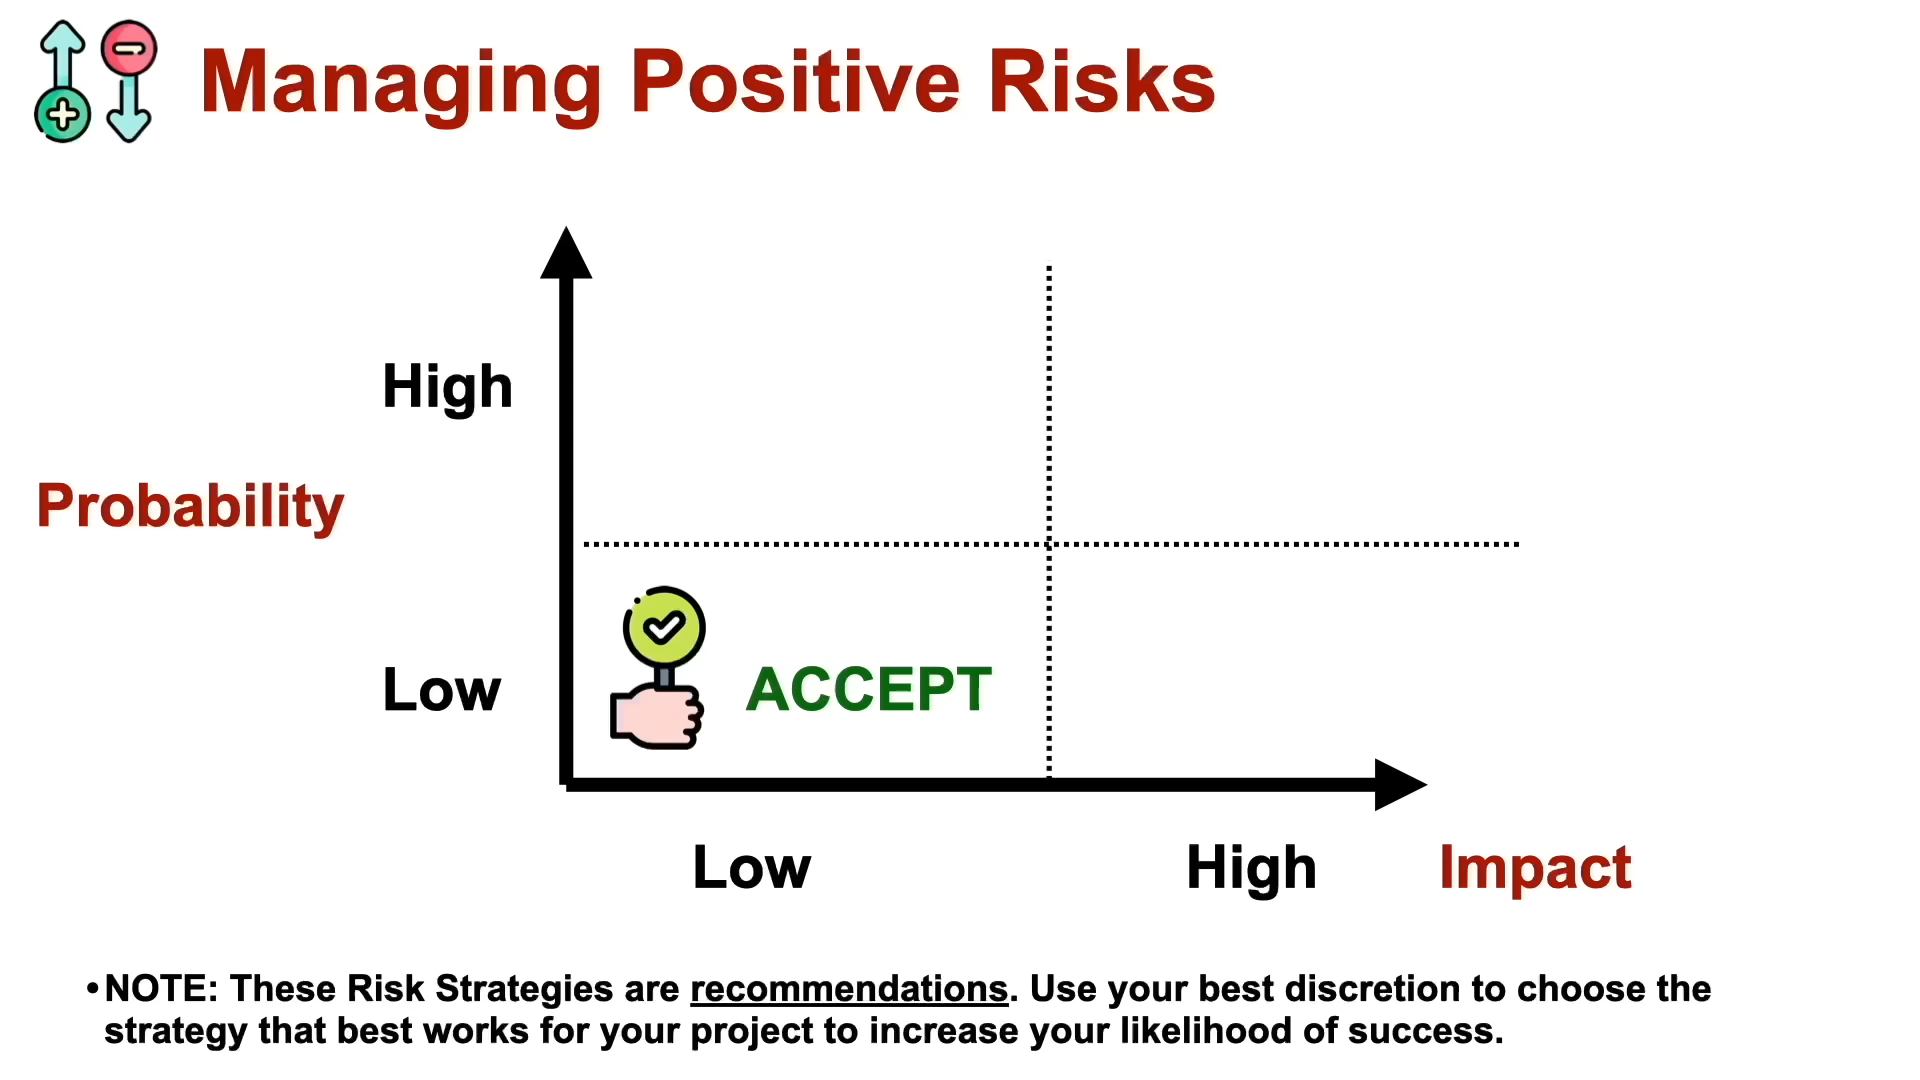 Managing Positive Risks
High
Probability
Low
ACCEPT
Low
High
Impact
•NOTE: These Risk Strategies are recommendations. Use your best discretion to choose the
strategy that best works for your project to increase your likelihood of success.